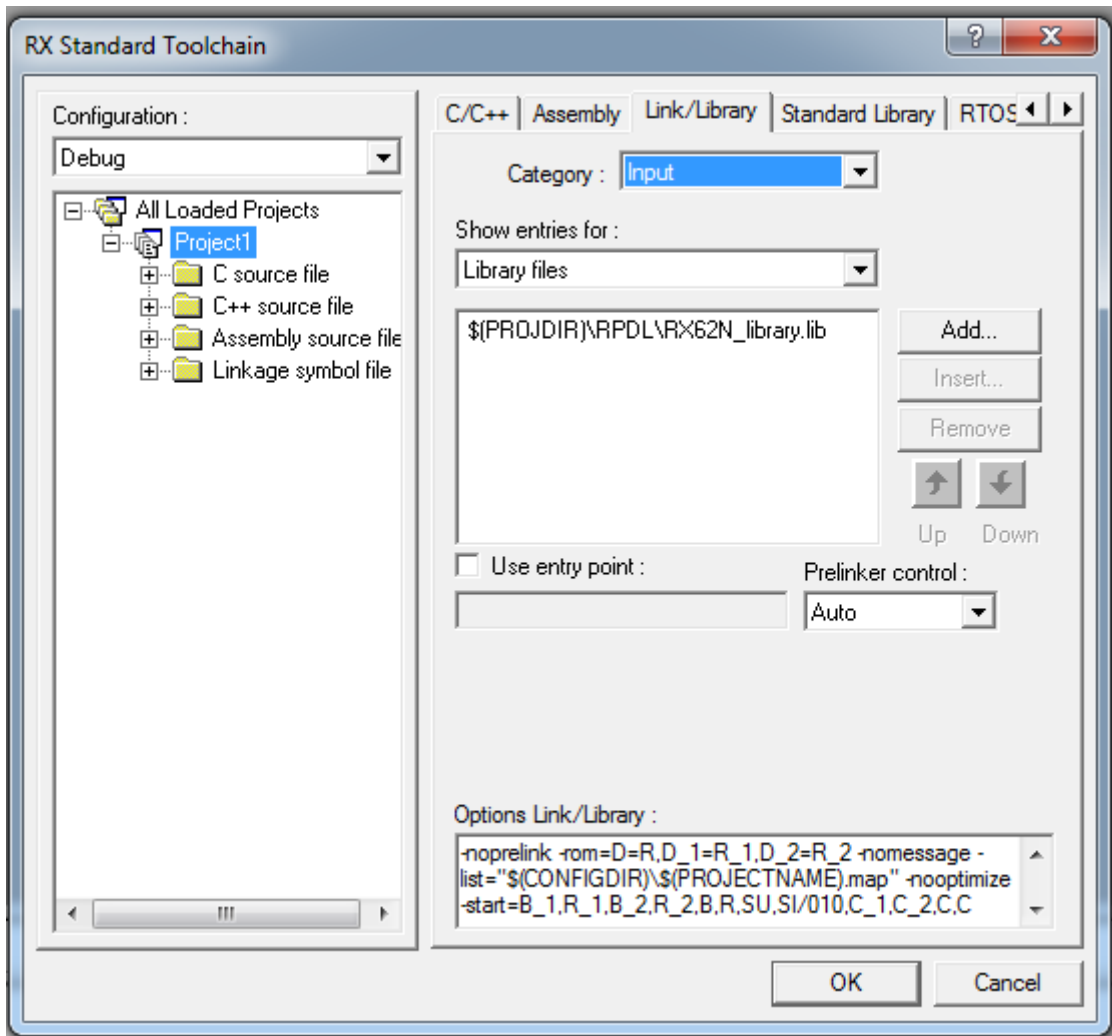 RX Standard Toolchain
Configuration :
Debug
All Loaded Projects
Project1
C source file
C++ source file
Assembly source file
Linkage symbol file
C/C++ Assembly Link/Library Standard Library RTOS
Category : Input
Show entries for :
Library files
$(PROJDIR)\RPDL\RX62N_library.lib
Add...
Insert...
Remove
Up Down
Use entry point :
Prelinker control :
Auto
Options Link/Library :
-noprelink -rom=D=R,D_1=R_1,D_2=R_2 -nomessage -
list="$(CONFIGDIR)\$(PROJECTNAME).map" -nooptimize
-start=B_1,R_1,B_2,R_2,B,R,SU,SI/010,C_1,C_2,C,C
OK Cancel